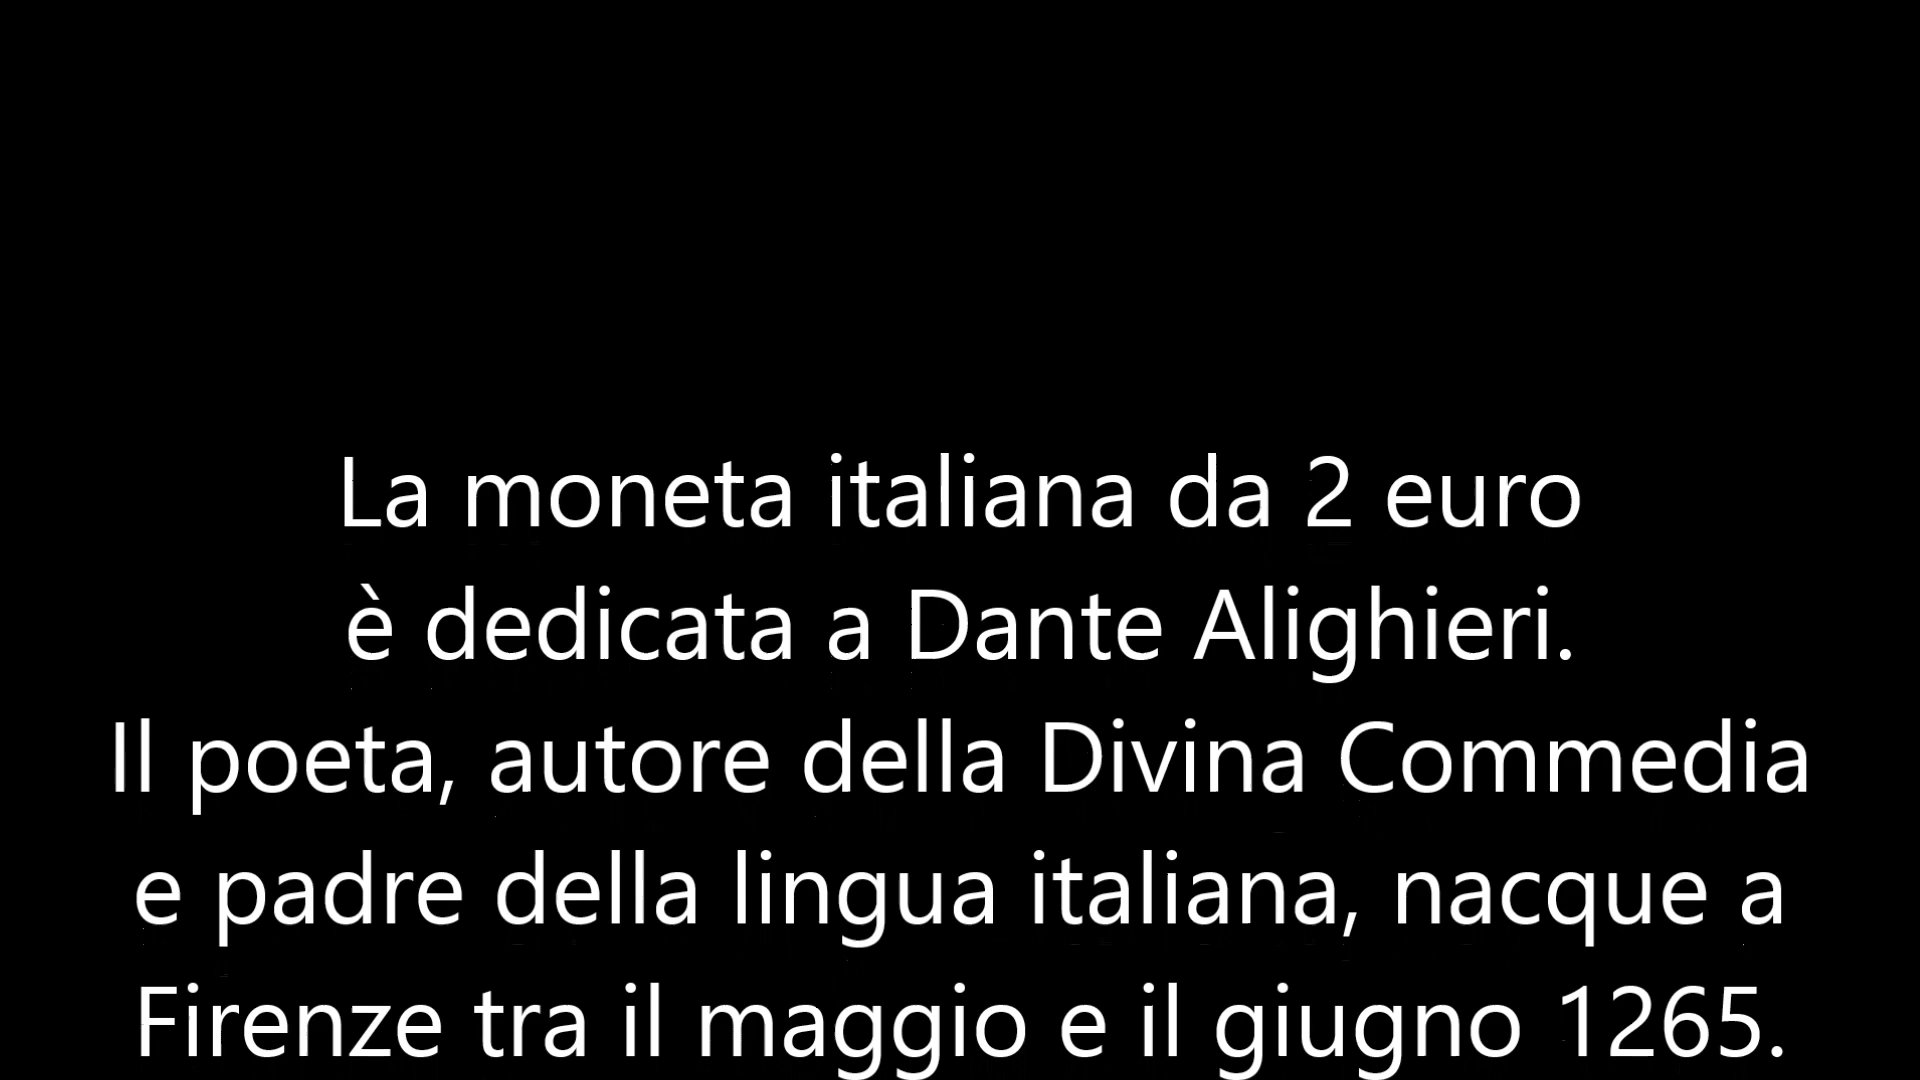 La moneta italiana da 2 euro
è dedicata a Dante Alighieri.
Il poeta, autore della Divina Commedia
e padre della lingua italiana, nacque a
Firenze tra il maggio e il giugno 1265.